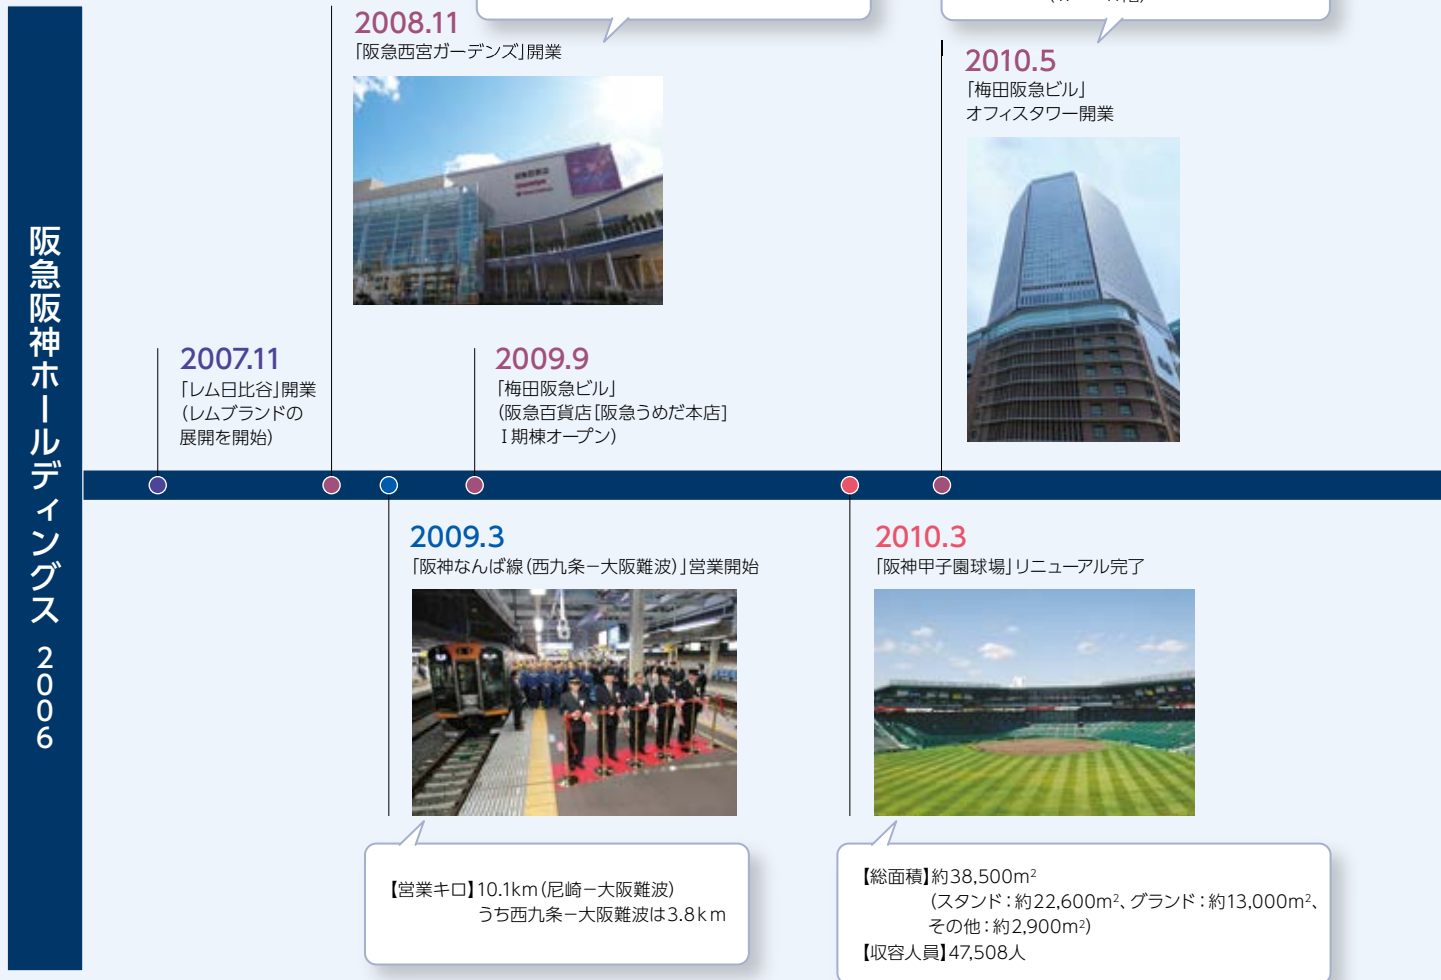 阪急阪神ホールディングス 2006
2008.11
「阪急西宮ガーデンズ」開業
2010.5
「梅田阪急ビル」
オフィスタワー開業
2007.11
「レム日比谷」開業
(レムブランドの
展開を開始)
2009.9
「梅田阪急ビル」
(阪急百貨店[阪急うめだ本店]
Ⅰ期棟オープン)
2009.3
「阪神なんば線(西九条−大阪難波)」営業開始
2010.3
「阪神甲子園球場」リニューアル完了
【営業キロ】10.1km(尼崎−大阪難波)
うち西九条−大阪難波は3.8km
【総面積】約38,500m²
(スタンド:約22,600m²、グランド:約13,000m²、
その他:約2,900m²)
【収容人員】47,508人